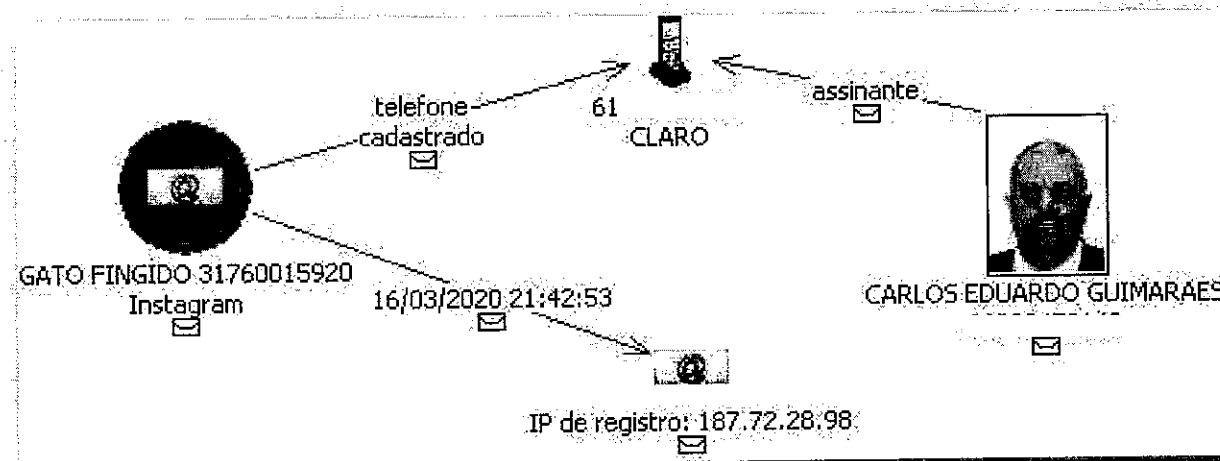 telefone
cadastrado
61
CLARO
assinante
GATO FINGIDO 31760015920
Instagram
16/03/2020 21:42:53
CARLOS EDUARDO GUIMARAES
IP de registro: 187.72.28.98